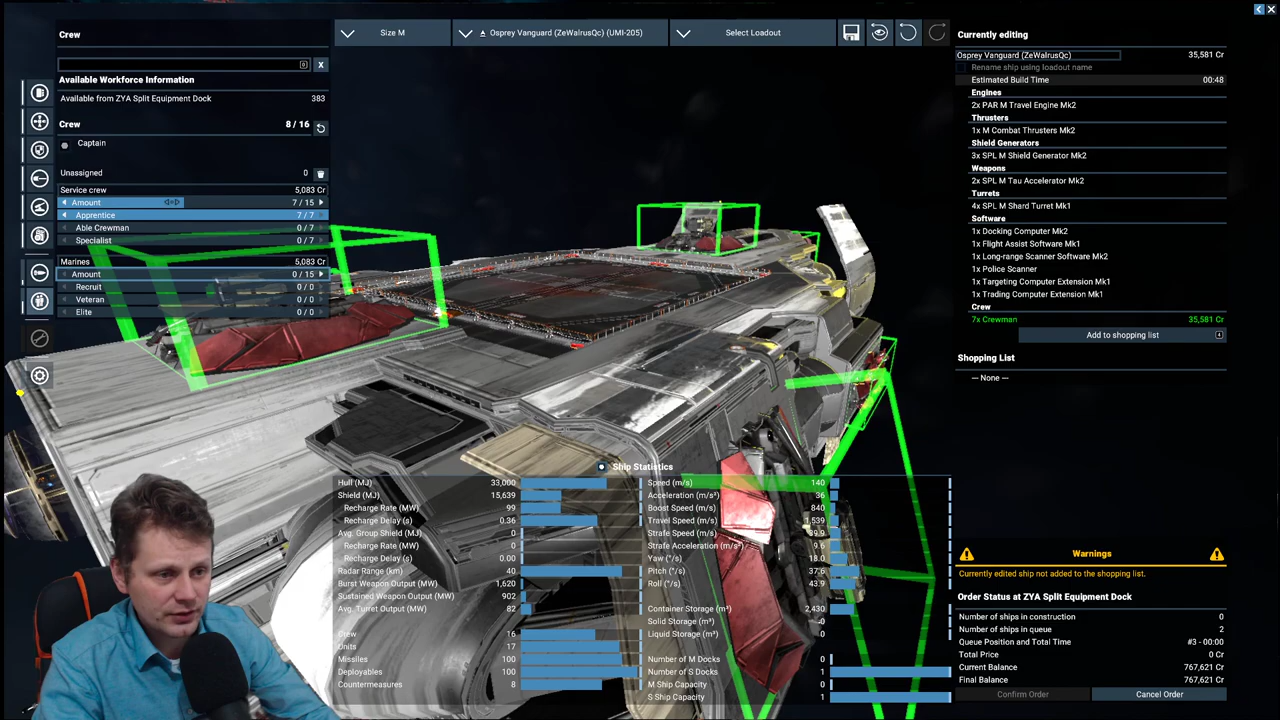 Crew
X
Available Workforce Information
Available from ZYA Split Equipment Dock 383
Crew 8 / 16
Captain
Unassigned 0
Service crew 5,083 Cr
Amount 7 / 15
Apprentice 7 / 7
Able Crewman 0 / 7
Specialist 0 / 7
Marines 5,083 Cr
Amount 0 / 15
Recruit 0 / 0
Veteran 0 / 0
Elite 0 / 0
Size M
Osprey Vanguard (ZeWalrusQc) (UMI-205)
Select Loadout
Currently editing
Osprey Vanguard (ZeWalrusQc) 35,581 Cr
Rename ship using loadout name
Estimated Build Time 00:48
Engines
2x PAR M Travel Engine Mk2
Thrusters
1x M Combat Thrusters Mk2
Shield Generators
3x SPL M Shield Generator Mk2
Weapons
2x SPL M Tau Accelerator Mk2
Turrets
4x SPL M Shard Turret Mk1
Software
1x Docking Computer Mk2
1x Flight Assist Software Mk1
1x Long-range Scanner Software Mk2
1x Police Scanner
1x Targeting Computer Extension Mk1
1x Trading Computer Extension Mk1
Crew
7x Crewman 35,581 Cr
Add to shopping list
Shopping List
--- None ---
Ship Statistics
Hull (MJ) 33,000
Shield (MJ) 15,639
Recharge Rate (MW) 99
Recharge Delay (s) 0.36
Avg. Group Shield (MJ) 0
Recharge Rate (MW) 0
Recharge Delay (s) 0.00
Radar Range (km) 40
Burst Weapon Output (MW) 1,620
Sustained Weapon Output (MW) 902
Avg. Turret Output (MW) 82
Crew 16
Units 17
Missiles 100
Deployables 100
Countermeasures 8
Speed (m/s) 140
Acceleration (m/s²) 36
Boost Speed (m/s) 840
Travel Speed (m/s) 1,539
Strafe Speed (m/s) 39.9
Strafe Acceleration (m/s²) 9.6
Yaw (°/s) 18.0
Pitch (°/s) 37.6
Roll (°/s) 43.9
Container Storage (m³) 2,430
Solid Storage (m³) 0
Liquid Storage (m³) 0
Number of M Docks 0
Number of S Docks 1
M Ship Capacity 0
S Ship Capacity 1
Warnings
Currently edited ship not added to the shopping list.
Order Status at ZYA Split Equipment Dock
Number of ships in construction 0
Number of ships in queue 2
Queue Position and Total Time #3 - 00:00
Total Price 0 Cr
Current Balance 767,621 Cr
Final Balance 767,621 Cr
Confirm Order
Cancel Order